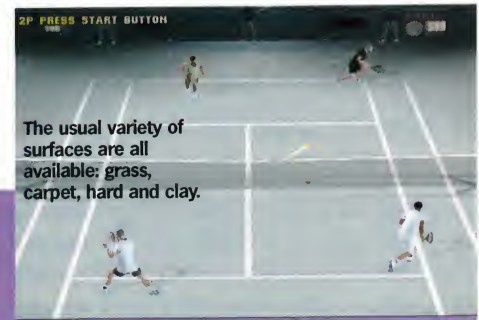 2P PRESS START BUTTON
The usual variety of
surfaces are all
available: grass,
carpet, hard and clay.